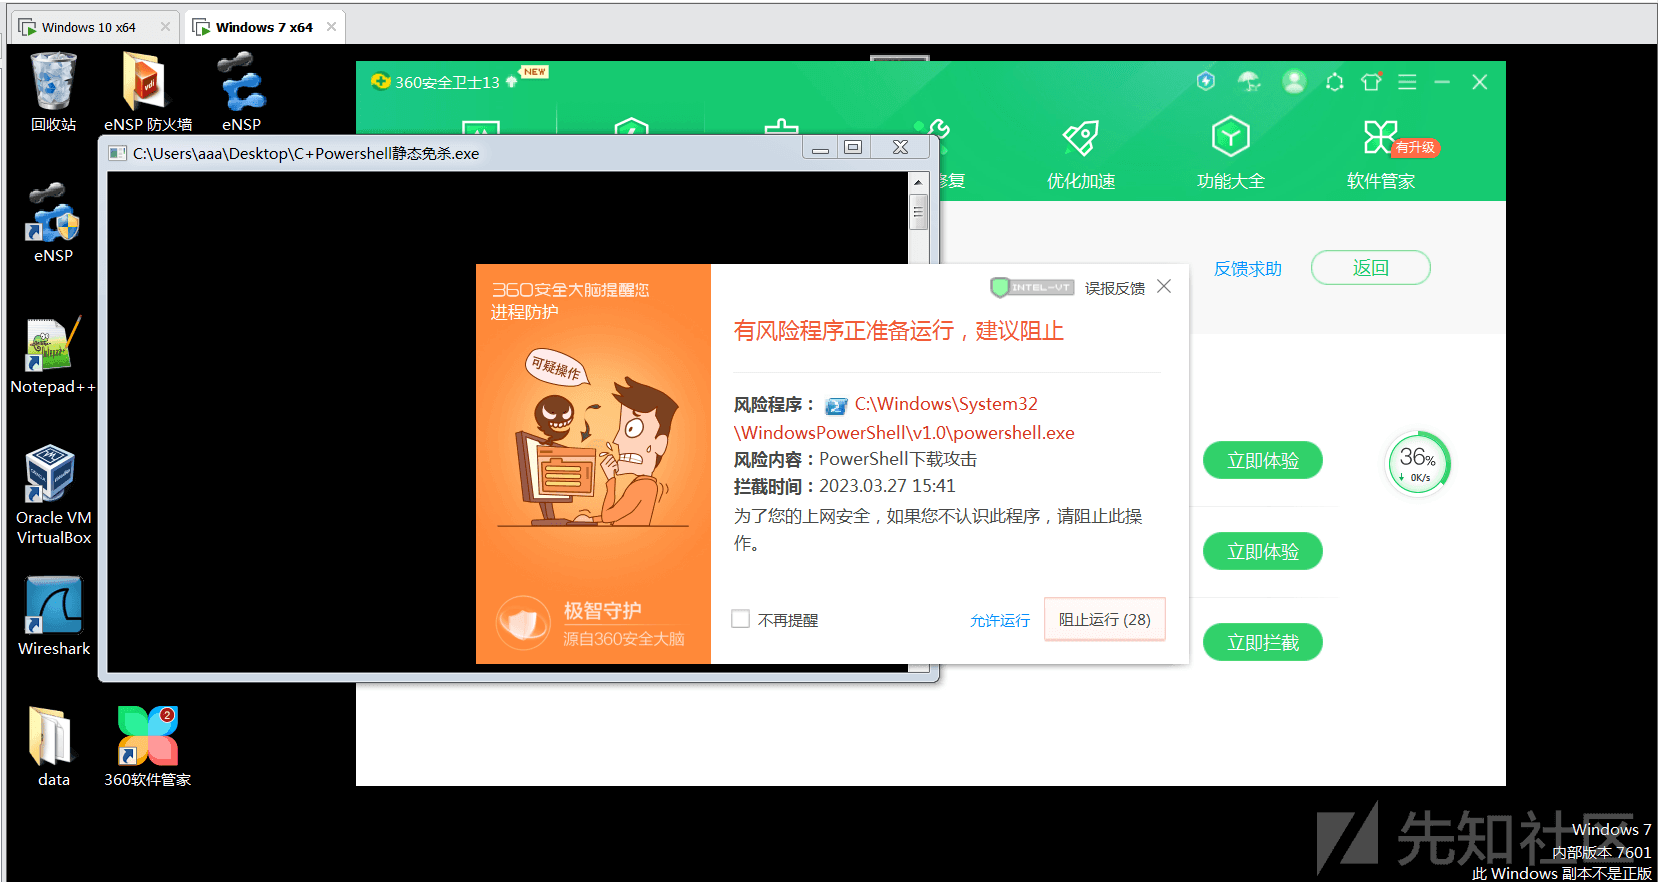 Windows 10 x64
Windows 7 x64
回收站
eNSP 防火墙
eNSP
360安全卫士13
NEW
修复
优化加速
功能大全
软件管家
有升级
C:\Users\aaa\Desktop\C+Powershell静态免杀.exe
eNSP
反馈求助
返回
360安全大脑提醒您
进程防护
可疑操作
INTEL-VT
误报反馈
有风险程序正准备运行，建议阻止
风险程序： C:\Windows\System32
\WindowsPowerShell\v1.0\powershell.exe
风险内容：PowerShell下载攻击
拦截时间：2023.03.27 15:41
为了您的上网安全，如果您不认识此程序，请阻止此操
作。
不再提醒
允许运行
阻止运行 (28)
极智守护
源自360安全大脑
立即体验
立即体验
立即拦截
36%
0K/s
Notepad++
Oracle VM
VirtualBox
Wireshark
data
2
360软件管家
先知社区
Windows 7
内部版本 7601
此 Windows 副本不是正版